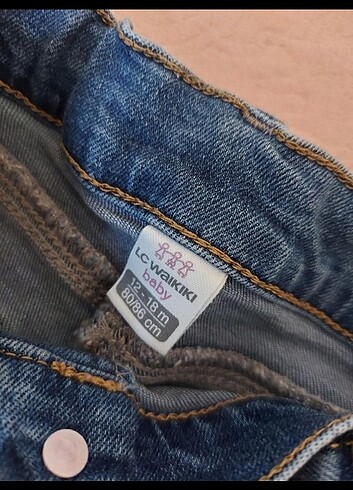 LC WAIKIKI
baby
12 - 18 m
80/86 cm